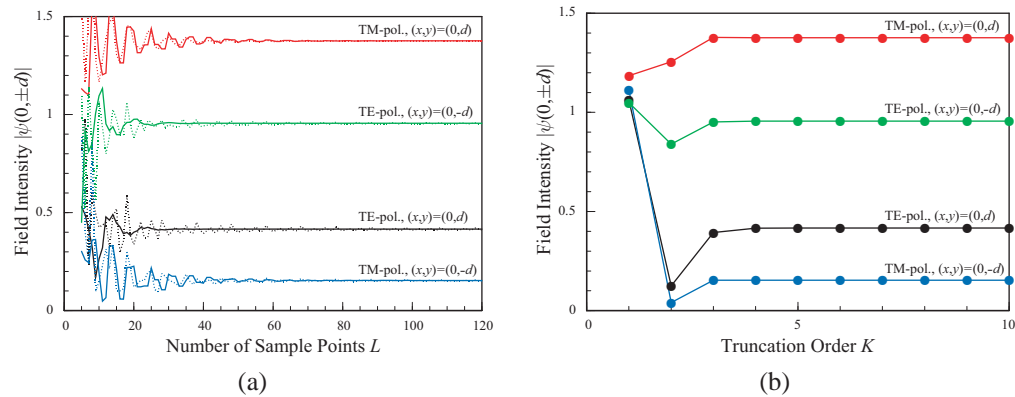 1.5
1
0.5
0
Field Intensity |ψ(0,±d)|
TM-pol., (x,y)=(0,d)
TE-pol., (x,y)=(0,-d)
TE-pol., (x,y)=(0,d)
TM-pol., (x,y)=(0,-d)
0 20 40 60 80 100 120
Number of Sample Points L
(a)
1.5
1
0.5
0
Field Intensity |ψ(0,±d)|
TM-pol., (x,y)=(0,d)
TE-pol., (x,y)=(0,-d)
TE-pol., (x,y)=(0,d)
TM-pol., (x,y)=(0,-d)
0 5 10
Truncation Order K
(b)